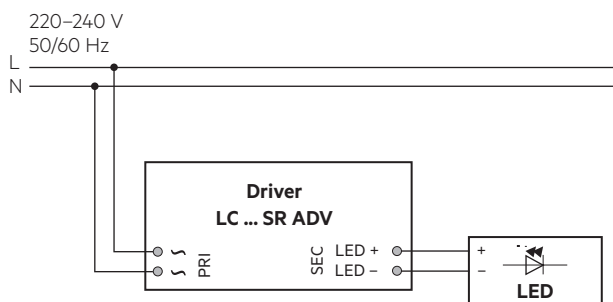 220–240 V
50/60 Hz
L
N
Driver
LC ... SR ADV
∼
∼
PRI
SEC
LED +
LED –
+
–
LED